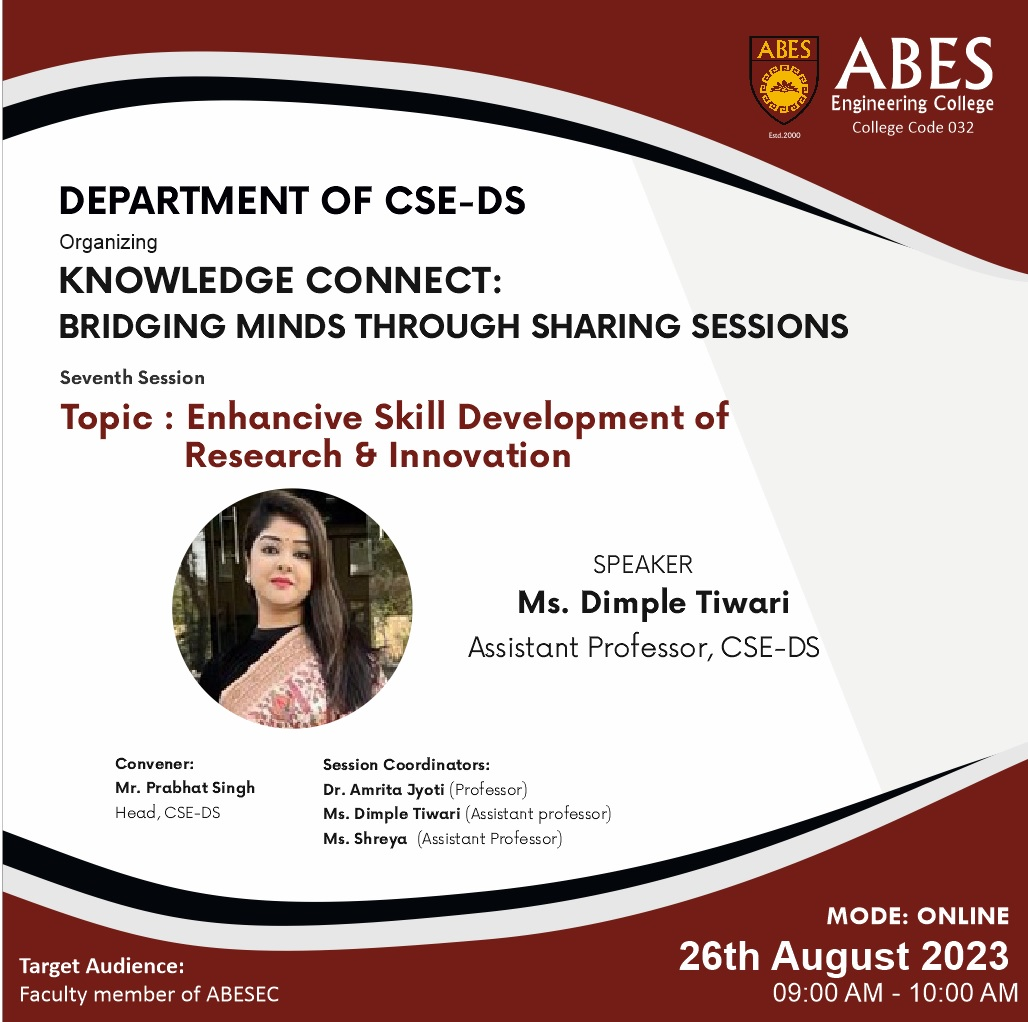 ABES
ABES
Engineering College
College Code 032
Estd.2000
DEPARTMENT OF CSE-DS
Organizing
KNOWLEDGE CONNECT:
BRIDGING MINDS THROUGH SHARING SESSIONS
Seventh Session
Topic : Enhancive Skill Development of
Research & Innovation
SPEAKER
Ms. Dimple Tiwari
Assistant Professor, CSE-DS
Convener:
Mr. Prabhat Singh
Head, CSE-DS
Session Coordinators:
Dr. Amrita Jyoti (Professor)
Ms. Dimple Tiwari (Assistant professor)
Ms. Shreya (Assistant Professor)
MODE: ONLINE
26th August 2023
09:00 AM - 10:00 AM
Target Audience:
Faculty member of ABESEC